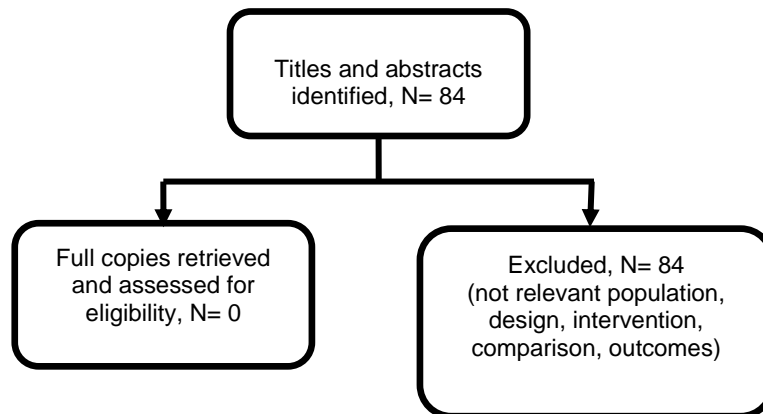 Titles and abstracts
identified, N= 84
Full copies retrieved
and assessed for
eligibility, N= 0
Excluded, N= 84
(not relevant population,
design, intervention,
comparison, outcomes)